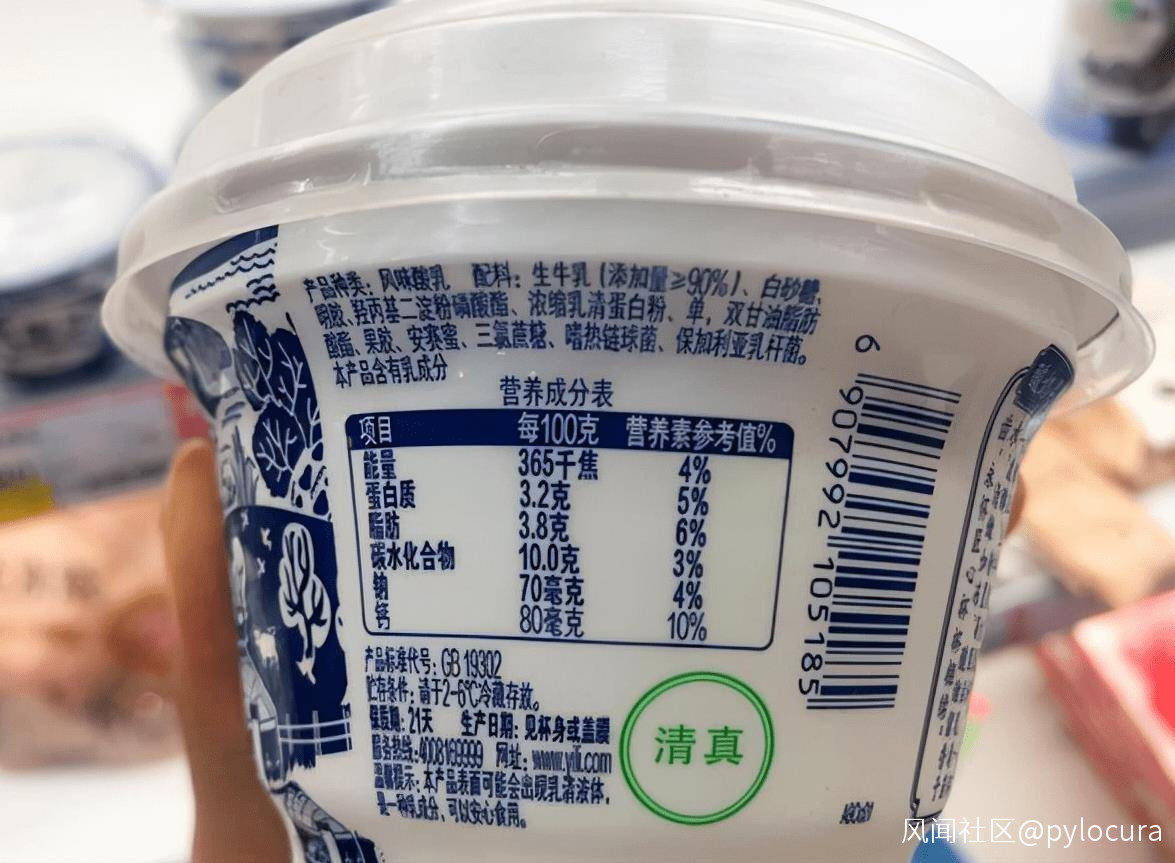 产品种类：风味酸乳 配料：生牛乳（添加量≥90%）、白砂糖、
明胶、羟丙基二淀粉磷酸酯、浓缩乳清蛋白粉、单，双甘油脂肪
酸酯、果胶、安赛蜜、三氯蔗糖、嗜热链球菌、保加利亚乳杆菌。
本产品含有乳成分
营养成分表
项目 每100克 营养素参考值%
能量 365千焦 4%
蛋白质 3.2克 5%
脂肪 3.8克 6%
碳水化合物 10.0克 3%
钠 70毫克 4%
钙 80毫克 10%
产品标准代号：GB 19302
贮存条件：请于2-6℃冷藏存放。
保质期：21天 生产日期：见杯身或盖膜
服务热线：4008169999 网址：www.yili.com
温馨提示：本产品表面可能会出现乳清液体，
是一种乳成分，可以安心食用。
清真
6 907992 105185
风闻社区@pylocura